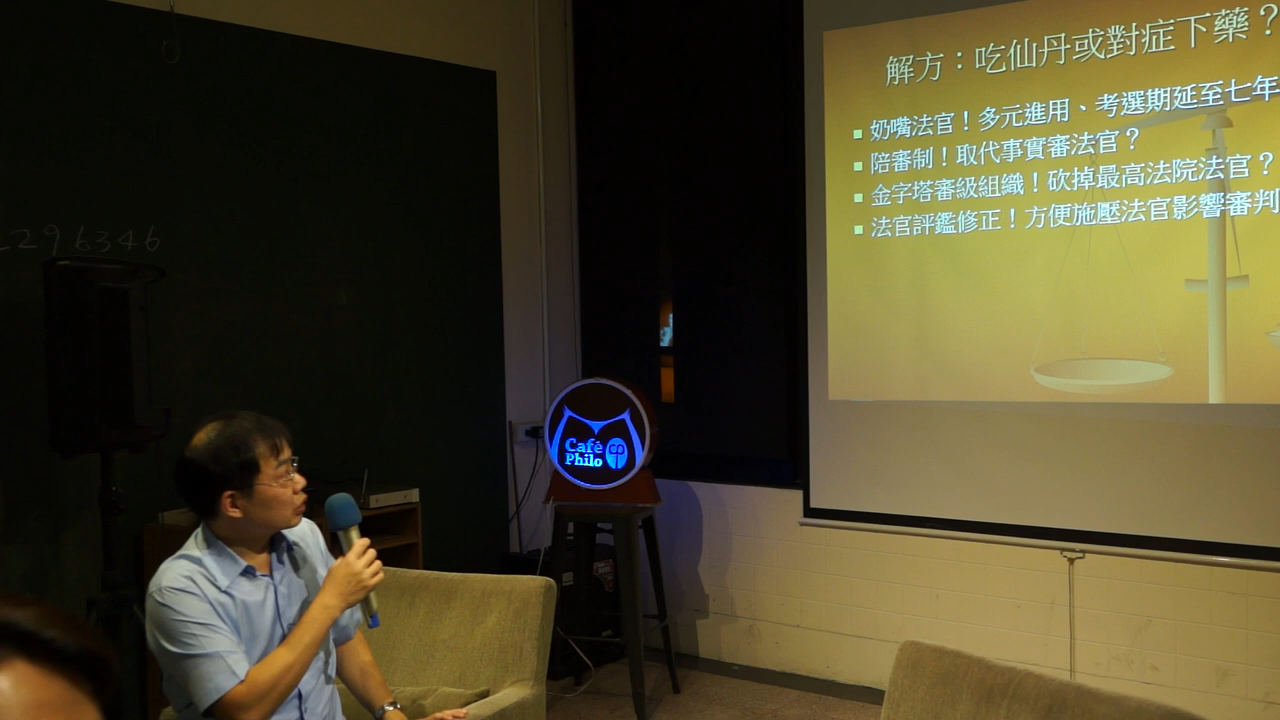 解方：吃仙丹或對症下藥？
奶嘴法官！多元進用、考選期延至七年
陪審制！取代事實審法官？
金字塔審級組織！砍掉最高法院法官？
法官評鑑修正！方便施壓法官影響審判
2296346
Café
Philo